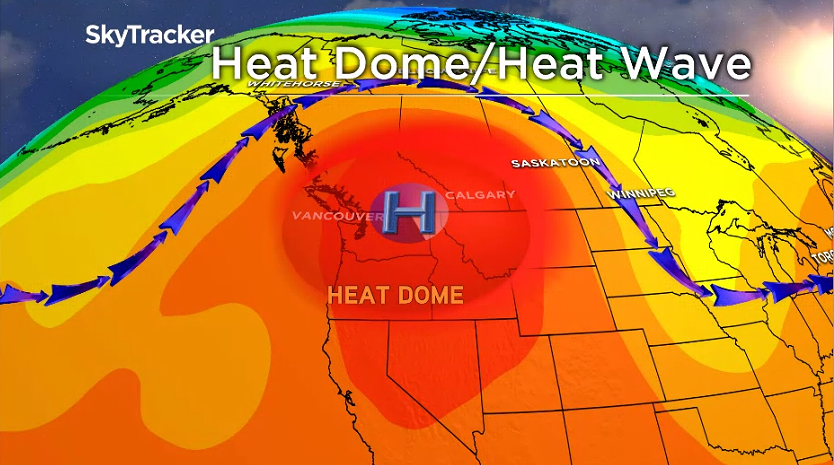 SkyTracker
Heat Dome/Heat Wave
WHITEHORSE
SASKATOON
CALGARY
WINNIPEG
VANCOUVER
H
HEAT DOME